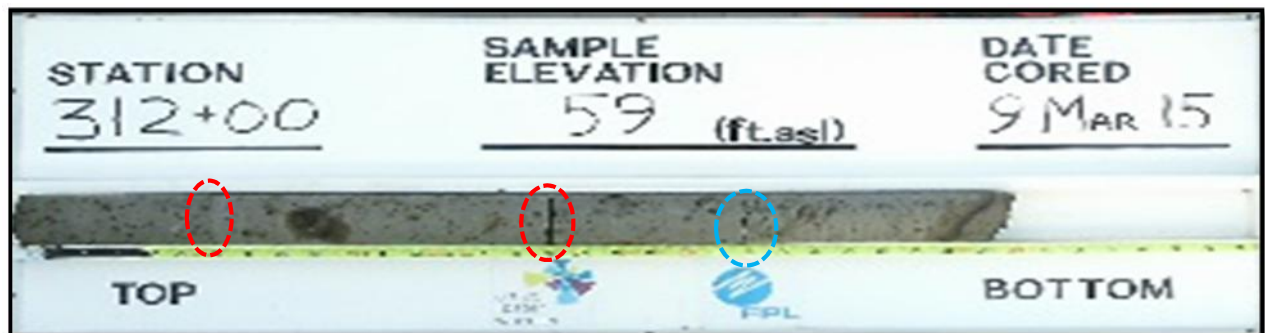 STATION
312+00
SAMPLE
ELEVATION
59 (ft.asl)
DATE
CORED
9 MAR 15
TOP
FPL
BOTTOM